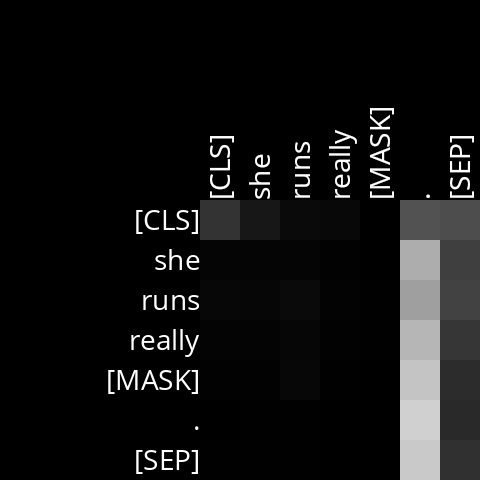 [CLS] she runs really [MASK] . [SEP]
[CLS]
she
runs
really
[MASK]
.
[SEP]